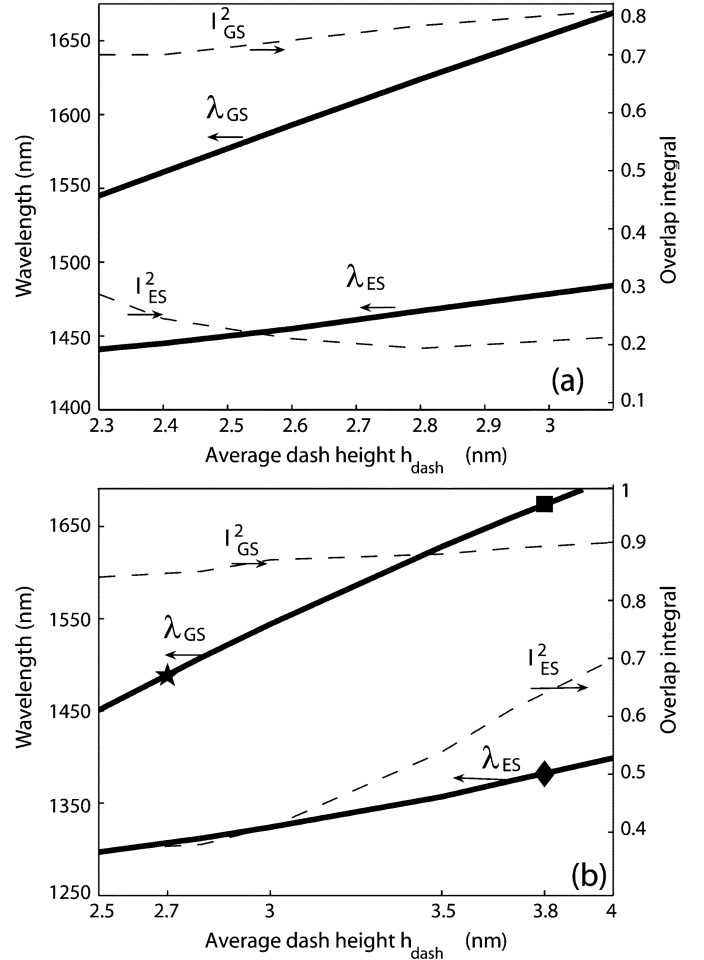 I²GS
λGS
λES
I²ES
(a)
Wavelength (nm)
1650
1600
1550
1500
1450
1400
0.8
0.7
0.6
0.5
0.4
0.3
0.2
0.1
Overlap integral
2.3 2.4 2.5 2.6 2.7 2.8 2.9 3 3.1
Average dash height hdash (nm)
I²GS
λGS
I²ES
λES
(b)
Wavelength (nm)
1650
1550
1450
1350
1250
1
0.9
0.8
0.7
0.6
0.5
0.4
Overlap integral
2.5 2.7 3 3.5 3.8 4
Average dash height hdash (nm)